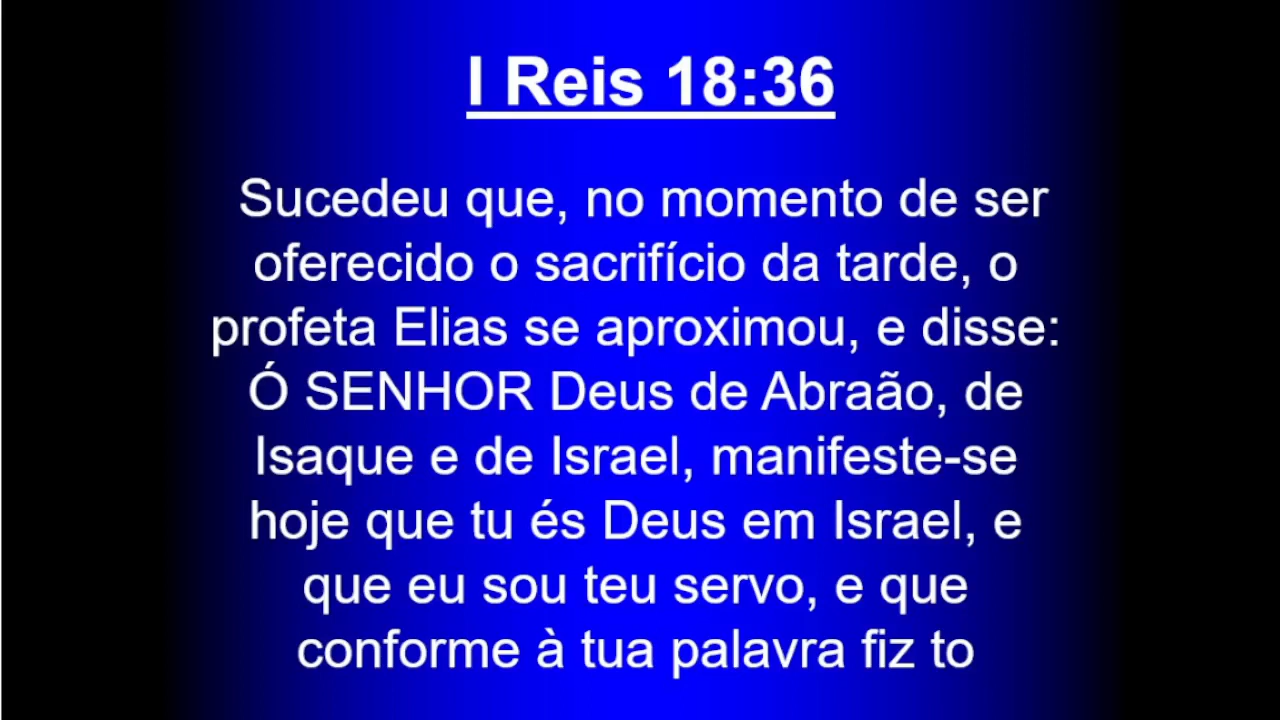 I Reis 18:36
Sucedeu que, no momento de ser
oferecido o sacrifício da tarde, o
profeta Elias se aproximou, e disse:
Ó SENHOR Deus de Abraão, de
Isaque e de Israel, manifeste-se
hoje que tu és Deus em Israel, e
que eu sou teu servo, e que
conforme à tua palavra fiz to